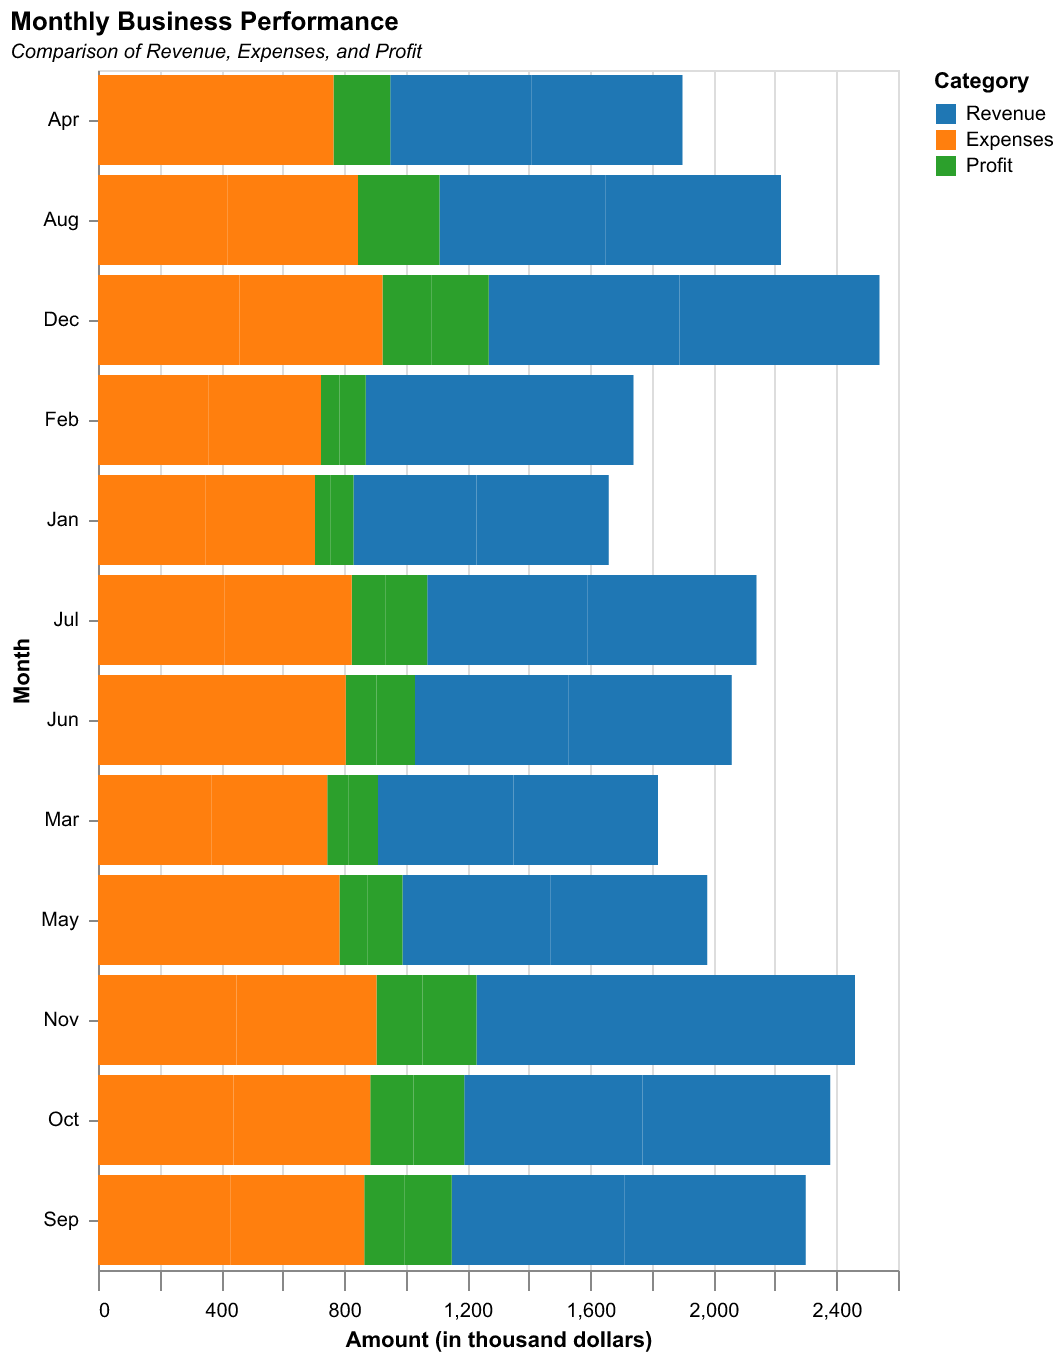 Monthly Business Performance
Comparison of Revenue, Expenses, and Profit
Category
Revenue
Expenses
Profit
Month
Apr
Aug
Dec
Feb
Jan
Jul
Jun
Mar
May
Nov
Oct
Sep
0 400 800 1,200 1,600 2,000 2,400
Amount (in thousand dollars)